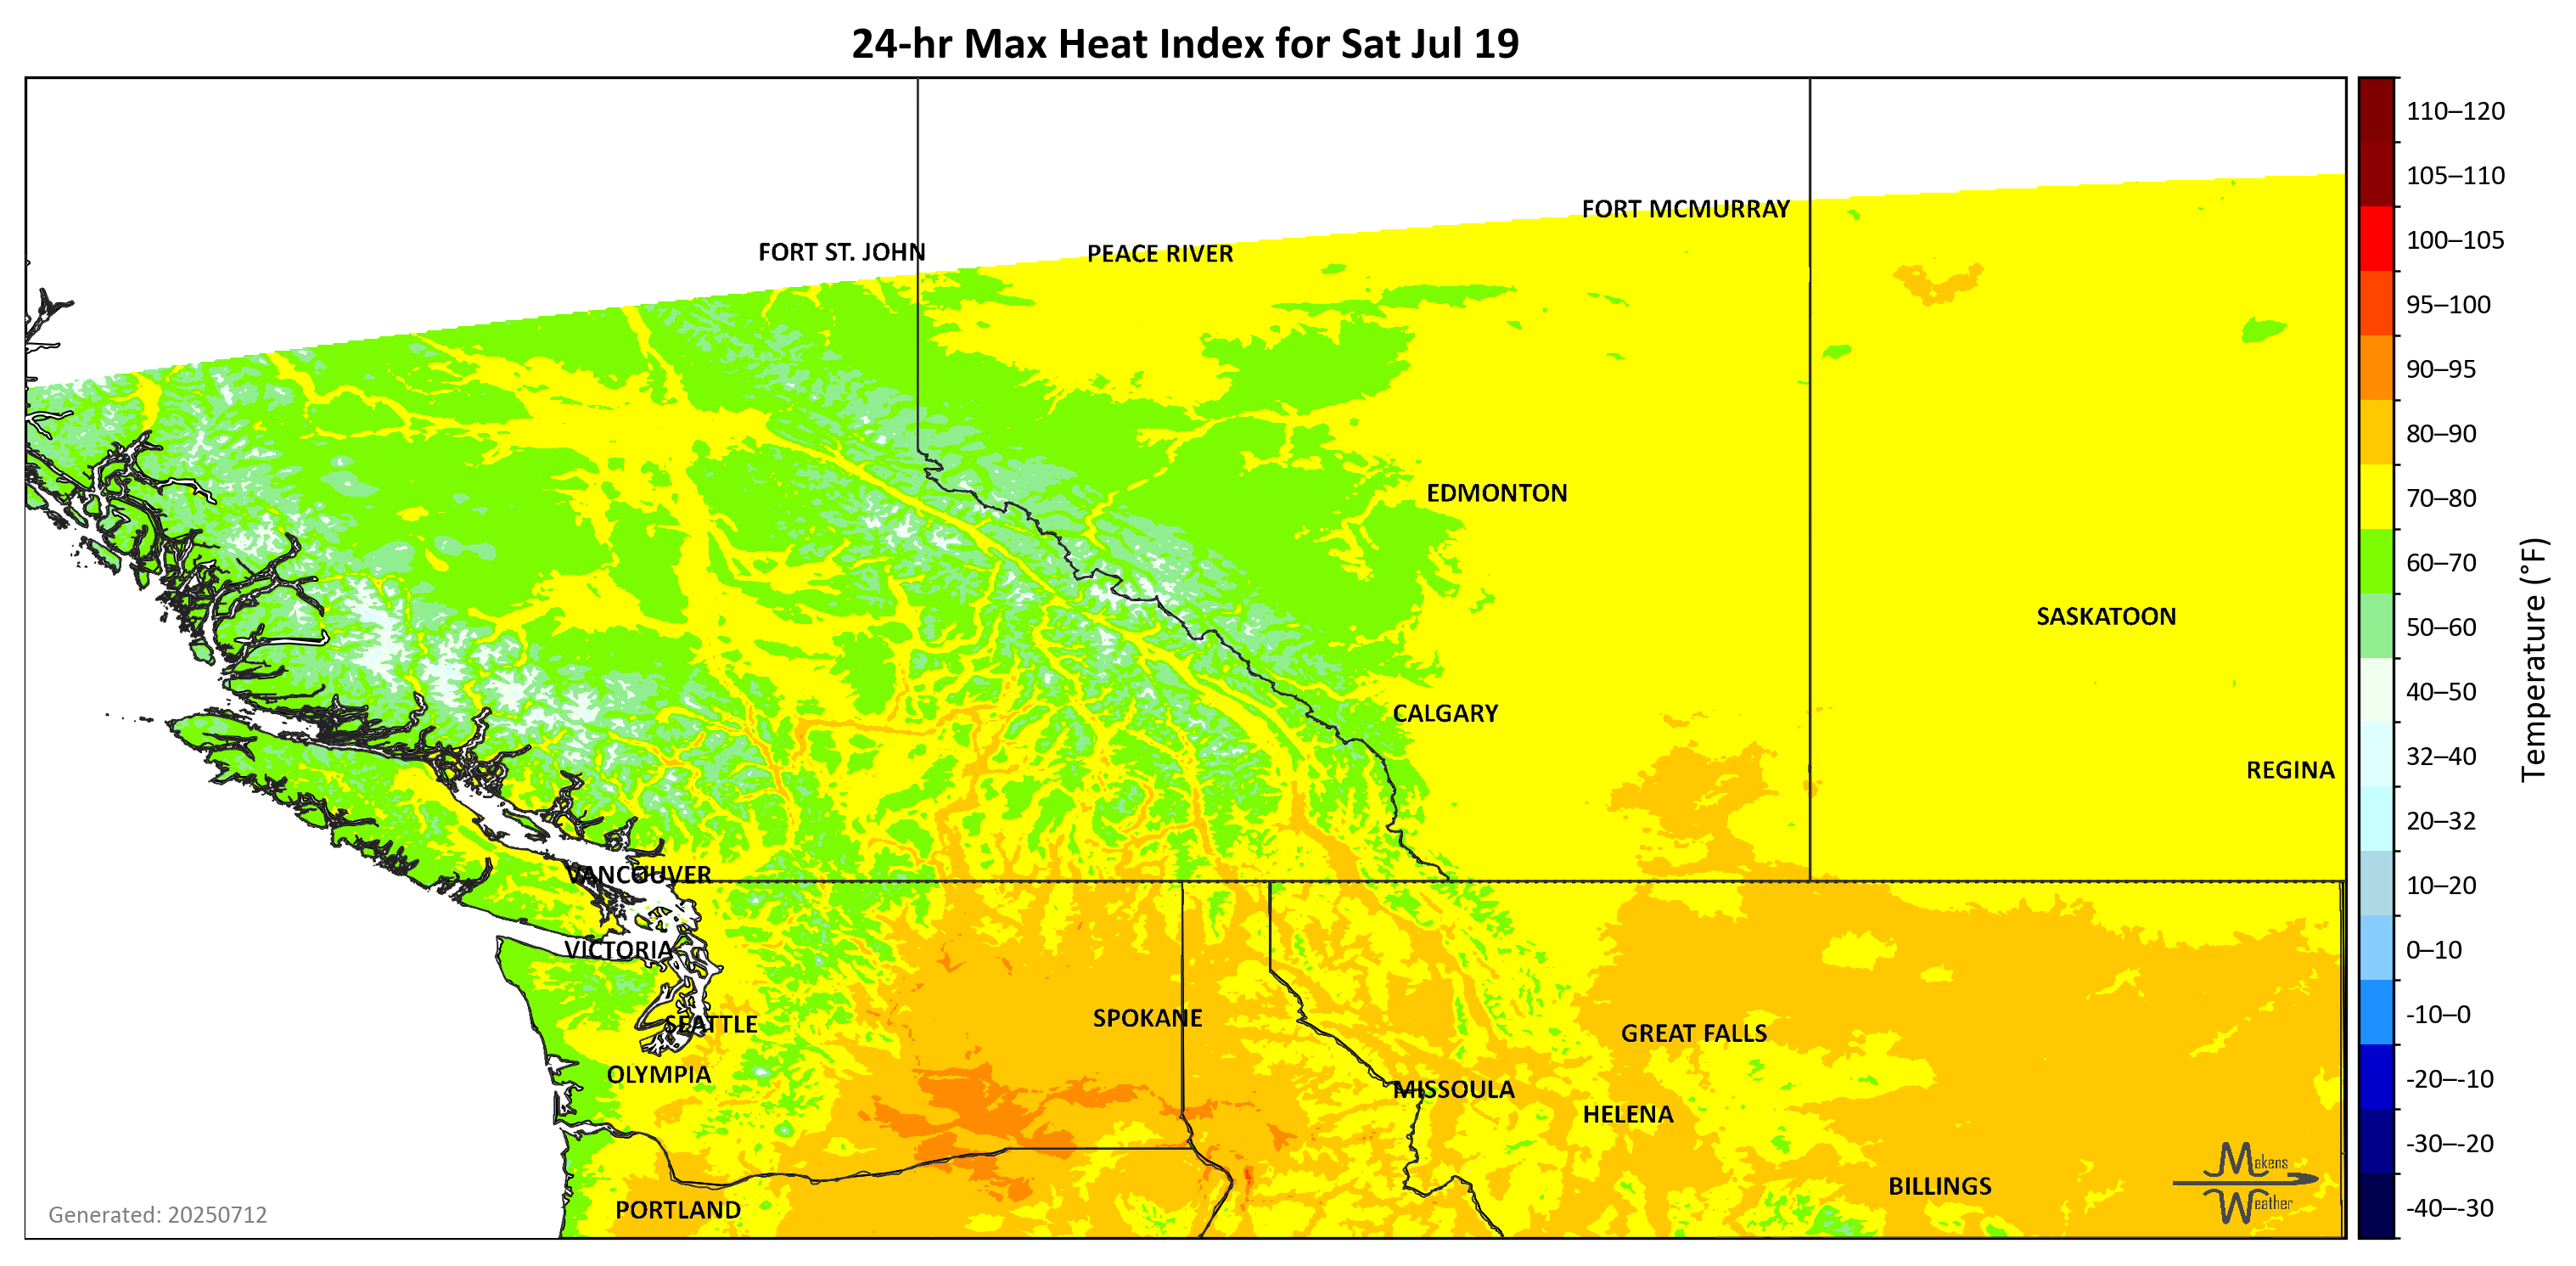 24-hr Max Heat Index for Sat Jul 19
110–120
105–110
FORT MCMURRAY
100–105
FORT ST. JOHN
PEACE RIVER
95–100
90–95
80–90
EDMONTON
70–80
60–70
SASKATOON
50–60
Temperature (°F)
40–50
CALGARY
32–40
REGINA
20–32
VANCOUVER
10–20
VICTORIA
0–10
SEATTLE
SPOKANE
GREAT FALLS
-10–0
OLYMPIA
MISSOULA
-20–-10
HELENA
-30–-20
Makens
BILLINGS
Weather
PORTLAND
-40–-30
Generated: 20250712